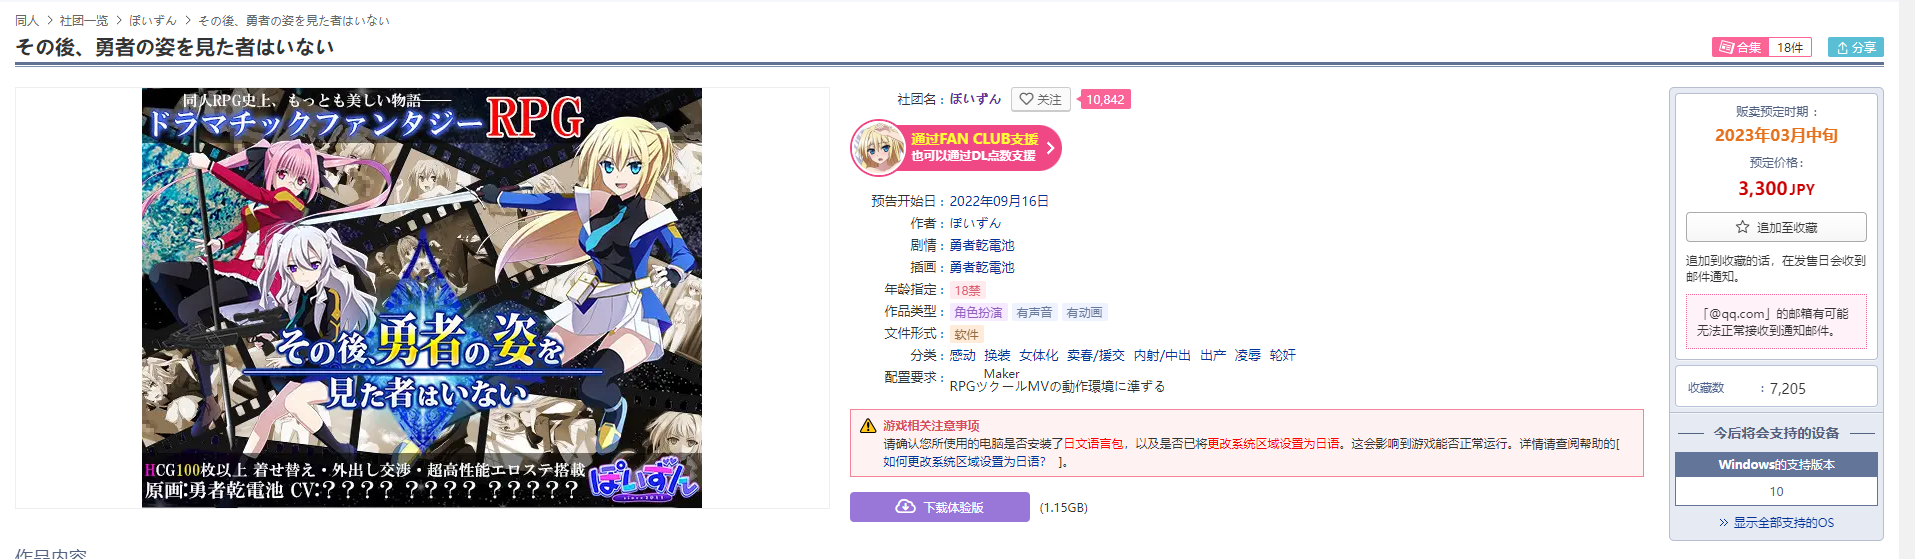 同人 > 社团一览 > ぽいずん > その後、勇者の姿を見た者はいない
その後、勇者の姿を見た者はいない
合集 18件
分享
同人RPG史上、もっとも美しい物語――
ドラマチックファンタジーRPG
その後、勇者の姿を
見た者はいない
HCG100枚以上 着せ替え・外出し交渉・超高性能エロステ搭載
原画:勇者乾電池 CV:？？？？ ？？？？ ？？？？？
ぽいずん
since2011
社团名 : ぽいずん 关注 10,842
通过FAN CLUB支援
也可以通过DL点数支援
预告开始日 : 2022年09月16日
作者 : ぽいずん
剧情 : 勇者乾電池
插画 : 勇者乾電池
年龄指定 : 18禁
作品类型 : 角色扮演 有声音 有动画
文件形式 : 软件
分类 : 感动 换装 女体化 卖春/援交 内射/中出 出产 凌辱 轮奸
配置要求 : Maker
RPGツクールMVの動作環境に準ずる
游戏相关注意事项
请确认您所使用的电脑是否安装了日文语言包，以及是否已将更改系统区域设置为日语。这会影响到游戏能否正常运行。详情请查阅帮助的[
如何更改系统区域设置为日语？ ]。
下载体验版 (1.15GB)
贩卖预定时期 :
2023年03月中旬
预定价格 :
3,300JPY
追加至收藏
追加到收藏的话，在发售日会收到
邮件通知。
「@qq.com」的邮箱有可能
无法正常接收到通知邮件。
收藏数 : 7,205
今后将会支持的设备
Windows的支持版本
10
显示全部支持的OS
作品内容